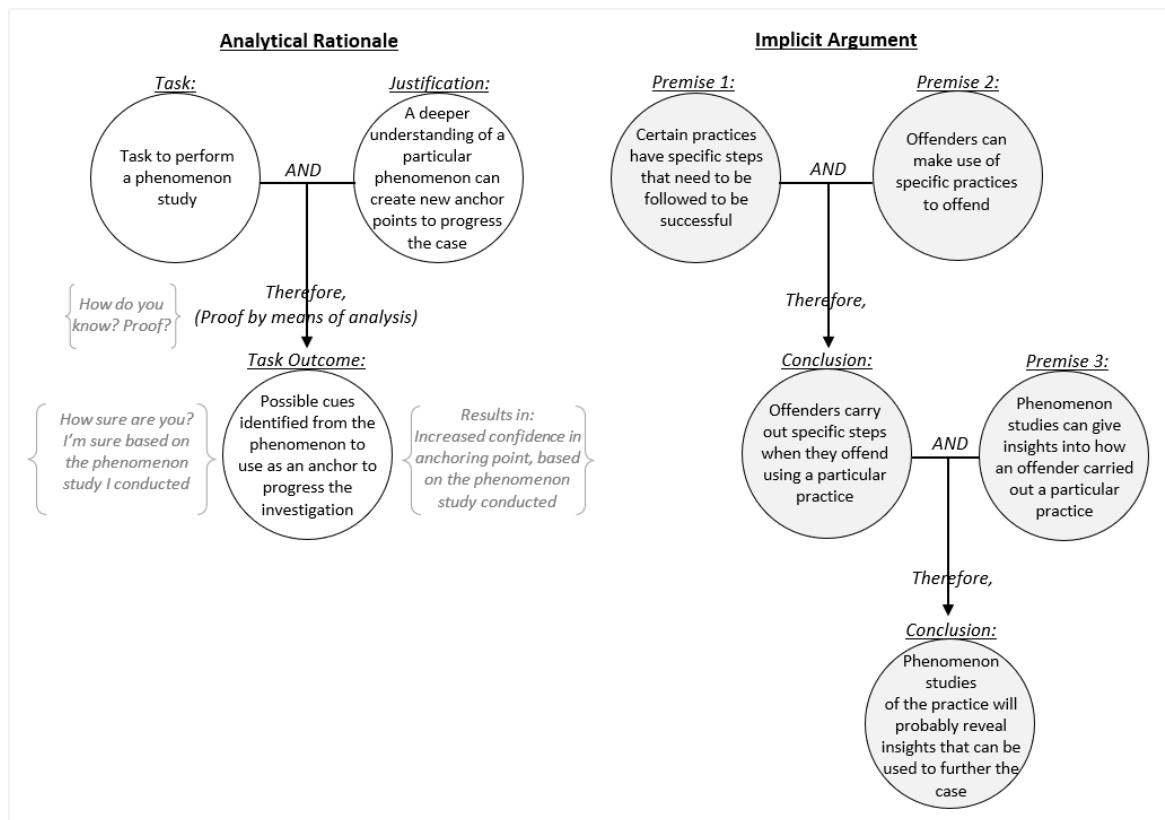 Analytical Rationale
Task:
Task to perform
a phenomenon
study
AND
Justification:
A deeper
understanding of a
particular
phenomenon can
create new anchor
points to progress
the case
How do you
know? Proof?
Therefore,
(Proof by means of analysis)
Task Outcome:
Possible cues
identified from the
phenomenon to
use as an anchor to
progress the
investigation
How sure are you?
I'm sure based on
the phenomenon
study I conducted
Results in:
Increased confidence in
anchoring point, based
on the phenomenon
study conducted
Implicit Argument
Premise 1:
Certain practices
have specific steps
that need to be
followed to be
successful
AND
Premise 2:
Offenders can
make use of
specific practices
to offend
Therefore,
Conclusion:
Offenders carry
out specific steps
when they offend
using a particular
practice
AND
Premise 3:
Phenomenon
studies can give
insights into how
an offender carried
out a particular
practice
Therefore,
Conclusion:
Phenomenon
studies
of the practice will
probably reveal
insights that can be
used to further the
case